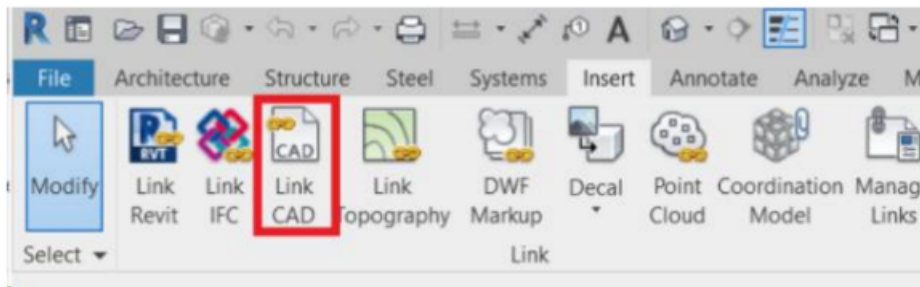 File Architecture Structure Steel Systems Insert Annotate Analyze M
RVT CAD
Modify Link Link Link Link DWF Decal Point Coordination Manag
Revit IFC CAD Topography Markup Cloud Model Links
Select Link